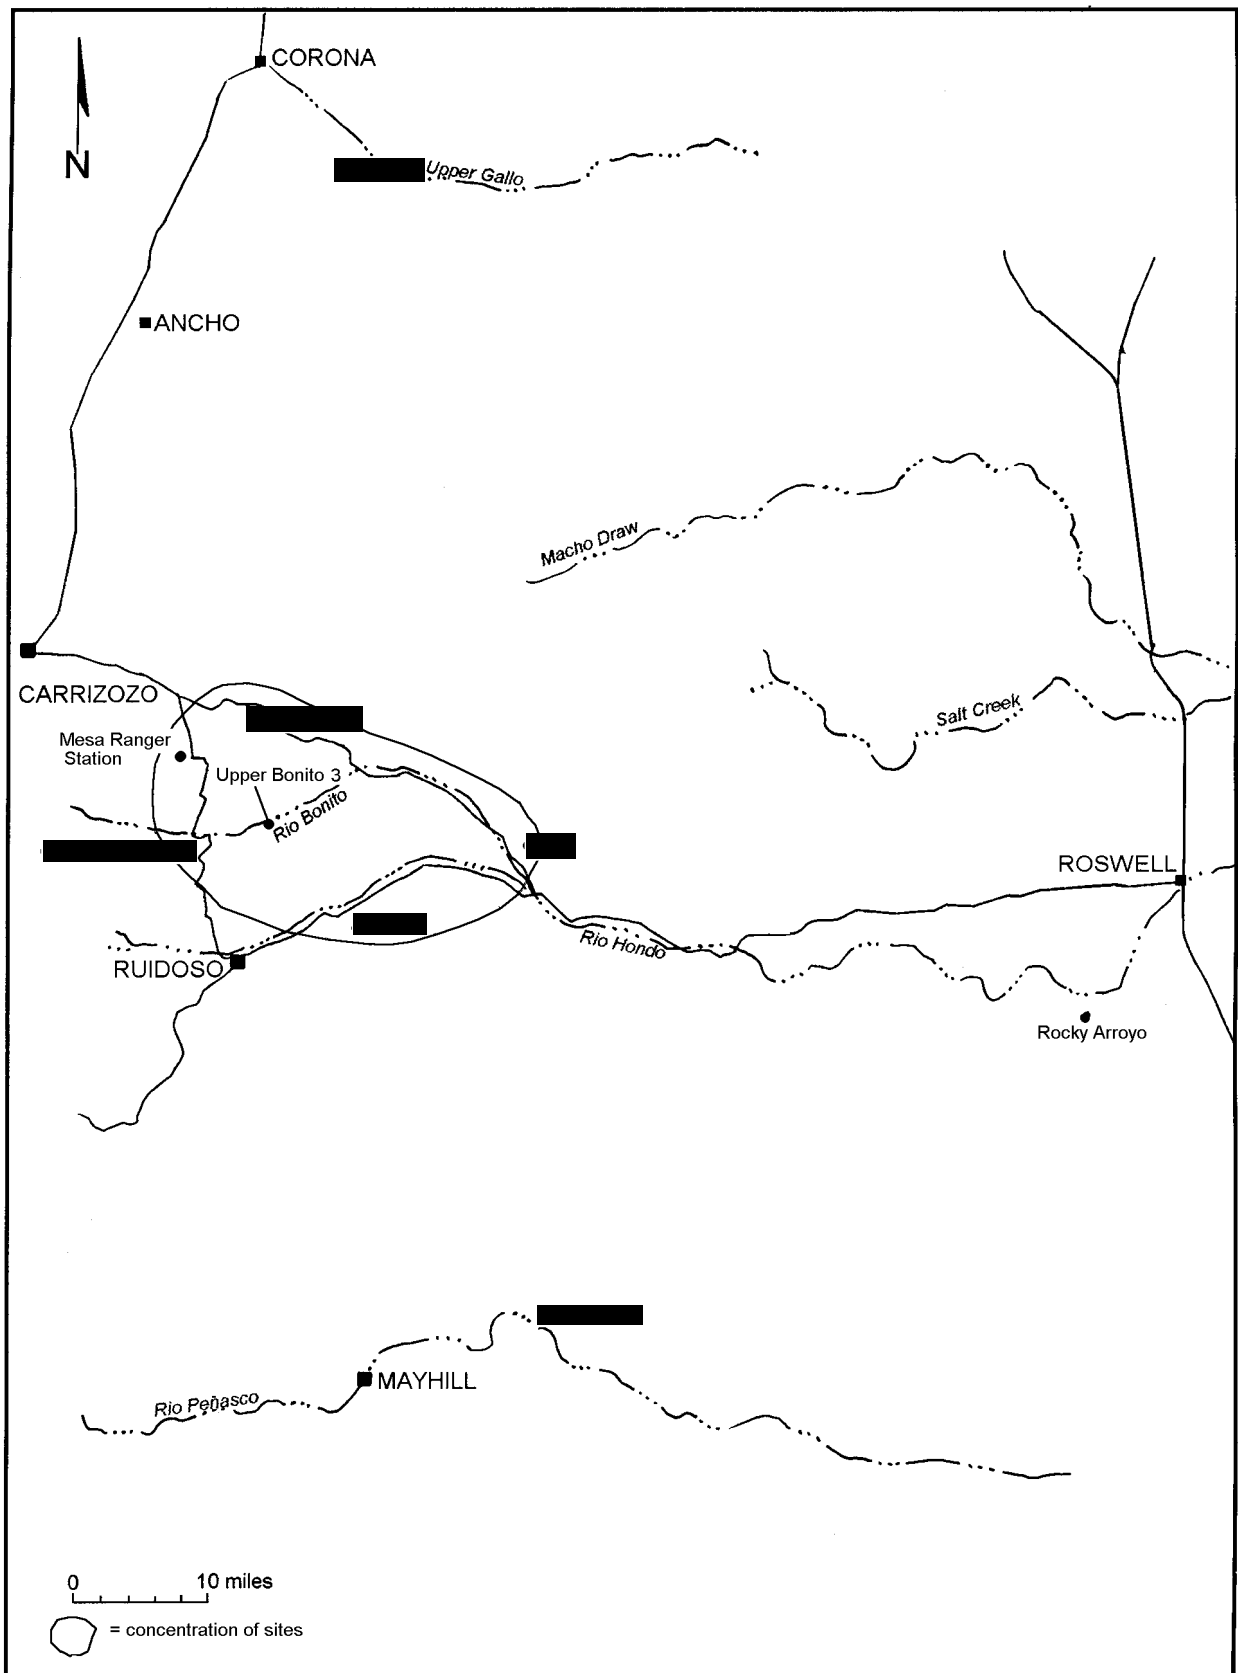 CORONA
N
Upper Gallo
ANCHO
Macho Draw
CARRIZOZO
Salt Creek
Mesa Ranger
Station
Upper Bonito 3
Rio Bonito
ROSWELL
Rio Hondo
RUIDOSO
Rocky Arroyo
MAYHILL
Rio Peñasco
0 10 miles
= concentration of sites